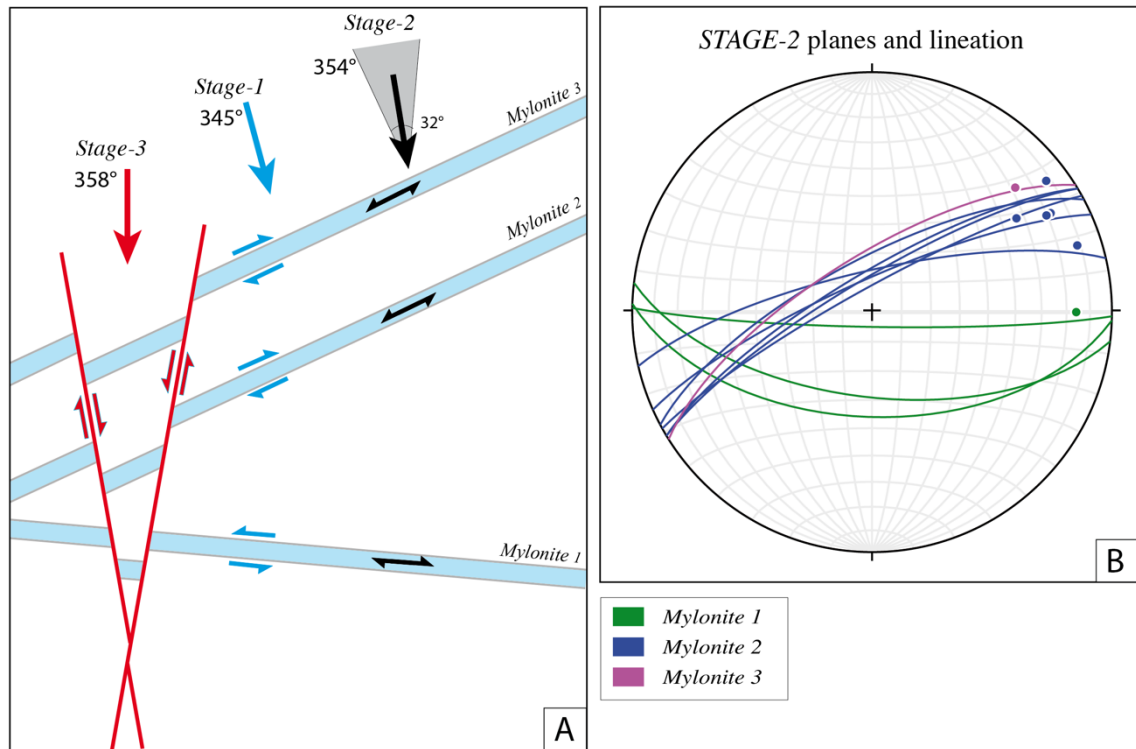 Stage-2
354°
32°
Stage-1
345°
Stage-3
358°
Mylonite 3
Mylonite 2
Mylonite 1
A
STAGE-2 planes and lineation
B
Mylonite 1
Mylonite 2
Mylonite 3